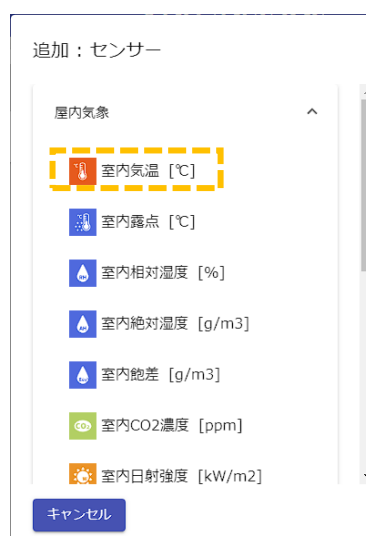 追加：センサー
屋内気象
室内気温 [℃]
室内露点 [℃]
室内相対湿度 [%]
室内絶対湿度 [g/m3]
室内飽差 [g/m3]
室内CO2濃度 [ppm]
室内日射強度 [kW/m2]
キャンセル